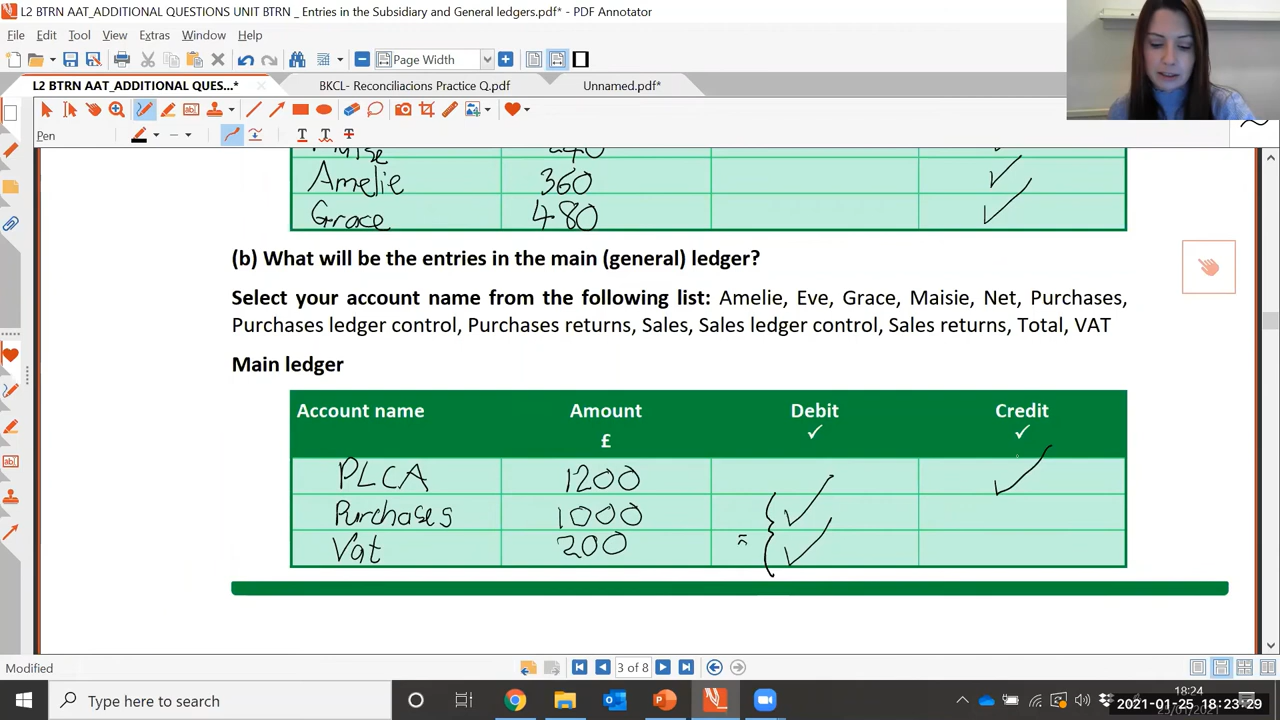 L2 BTRN AAT_ADDITIONAL QUESTIONS UNIT BTRN _ Entries in the Subsidiary and General ledgers.pdf* - PDF Annotator
File Edit Tool View Extras Window Help
Page Width
L2 BTRN AAT_ADDITIONAL QUES...*
BKCL- Reconciliacions Practice Q.pdf
Unnamed.pdf*
Pen
T T T
240
Amelie 360
Grace 480
(b) What will be the entries in the main (general) ledger?
Select your account name from the following list: Amelie, Eve, Grace, Maisie, Net, Purchases,
Purchases ledger control, Purchases returns, Sales, Sales ledger control, Sales returns, Total, VAT
Main ledger
Account name Amount Debit Credit
£ ✓ ✓
PLCA 1200 ✓
Purchases 1000 ✓
Vat 200 = ✓
Modified
3 of 8
Type here to search
18:24
2021-01-25 18:23:29